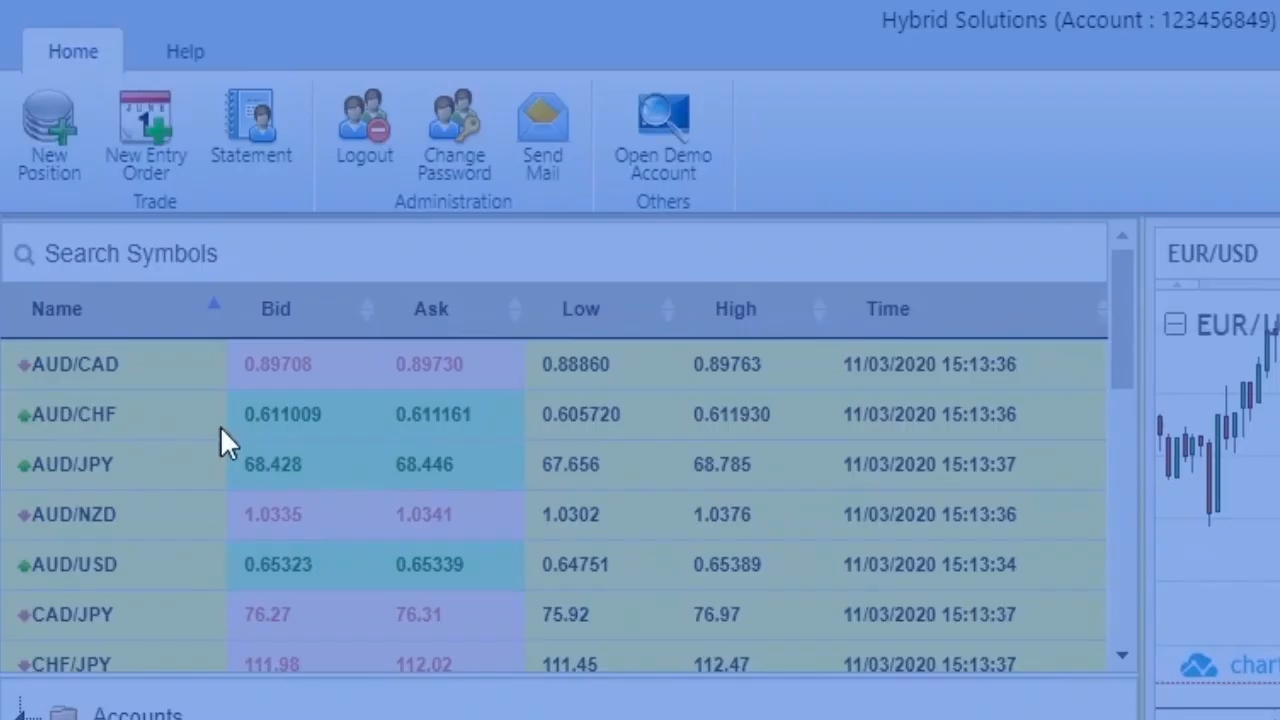 Hybrid Solutions (Account : 123456849)
Home Help
New Position
New Entry Order
Statement
Logout
Change Password
Send Mail
Open Demo Account
Trade Administration Others
Search Symbols
EUR/USD
Name Bid Ask Low High Time
EUR/U
AUD/CAD 0.89708 0.89730 0.88860 0.89763 11/03/2020 15:13:36
AUD/CHF 0.611009 0.611161 0.605720 0.611930 11/03/2020 15:13:36
AUD/JPY 68.428 68.446 67.656 68.785 11/03/2020 15:13:37
AUD/NZD 1.0335 1.0341 1.0302 1.0376 11/03/2020 15:13:36
AUD/USD 0.65323 0.65339 0.64751 0.65389 11/03/2020 15:13:34
CAD/JPY 76.27 76.31 75.92 76.97 11/03/2020 15:13:37
CHF/JPY 111.98 112.02 111.45 112.47 11/03/2020 15:13:37
chart
Accounts